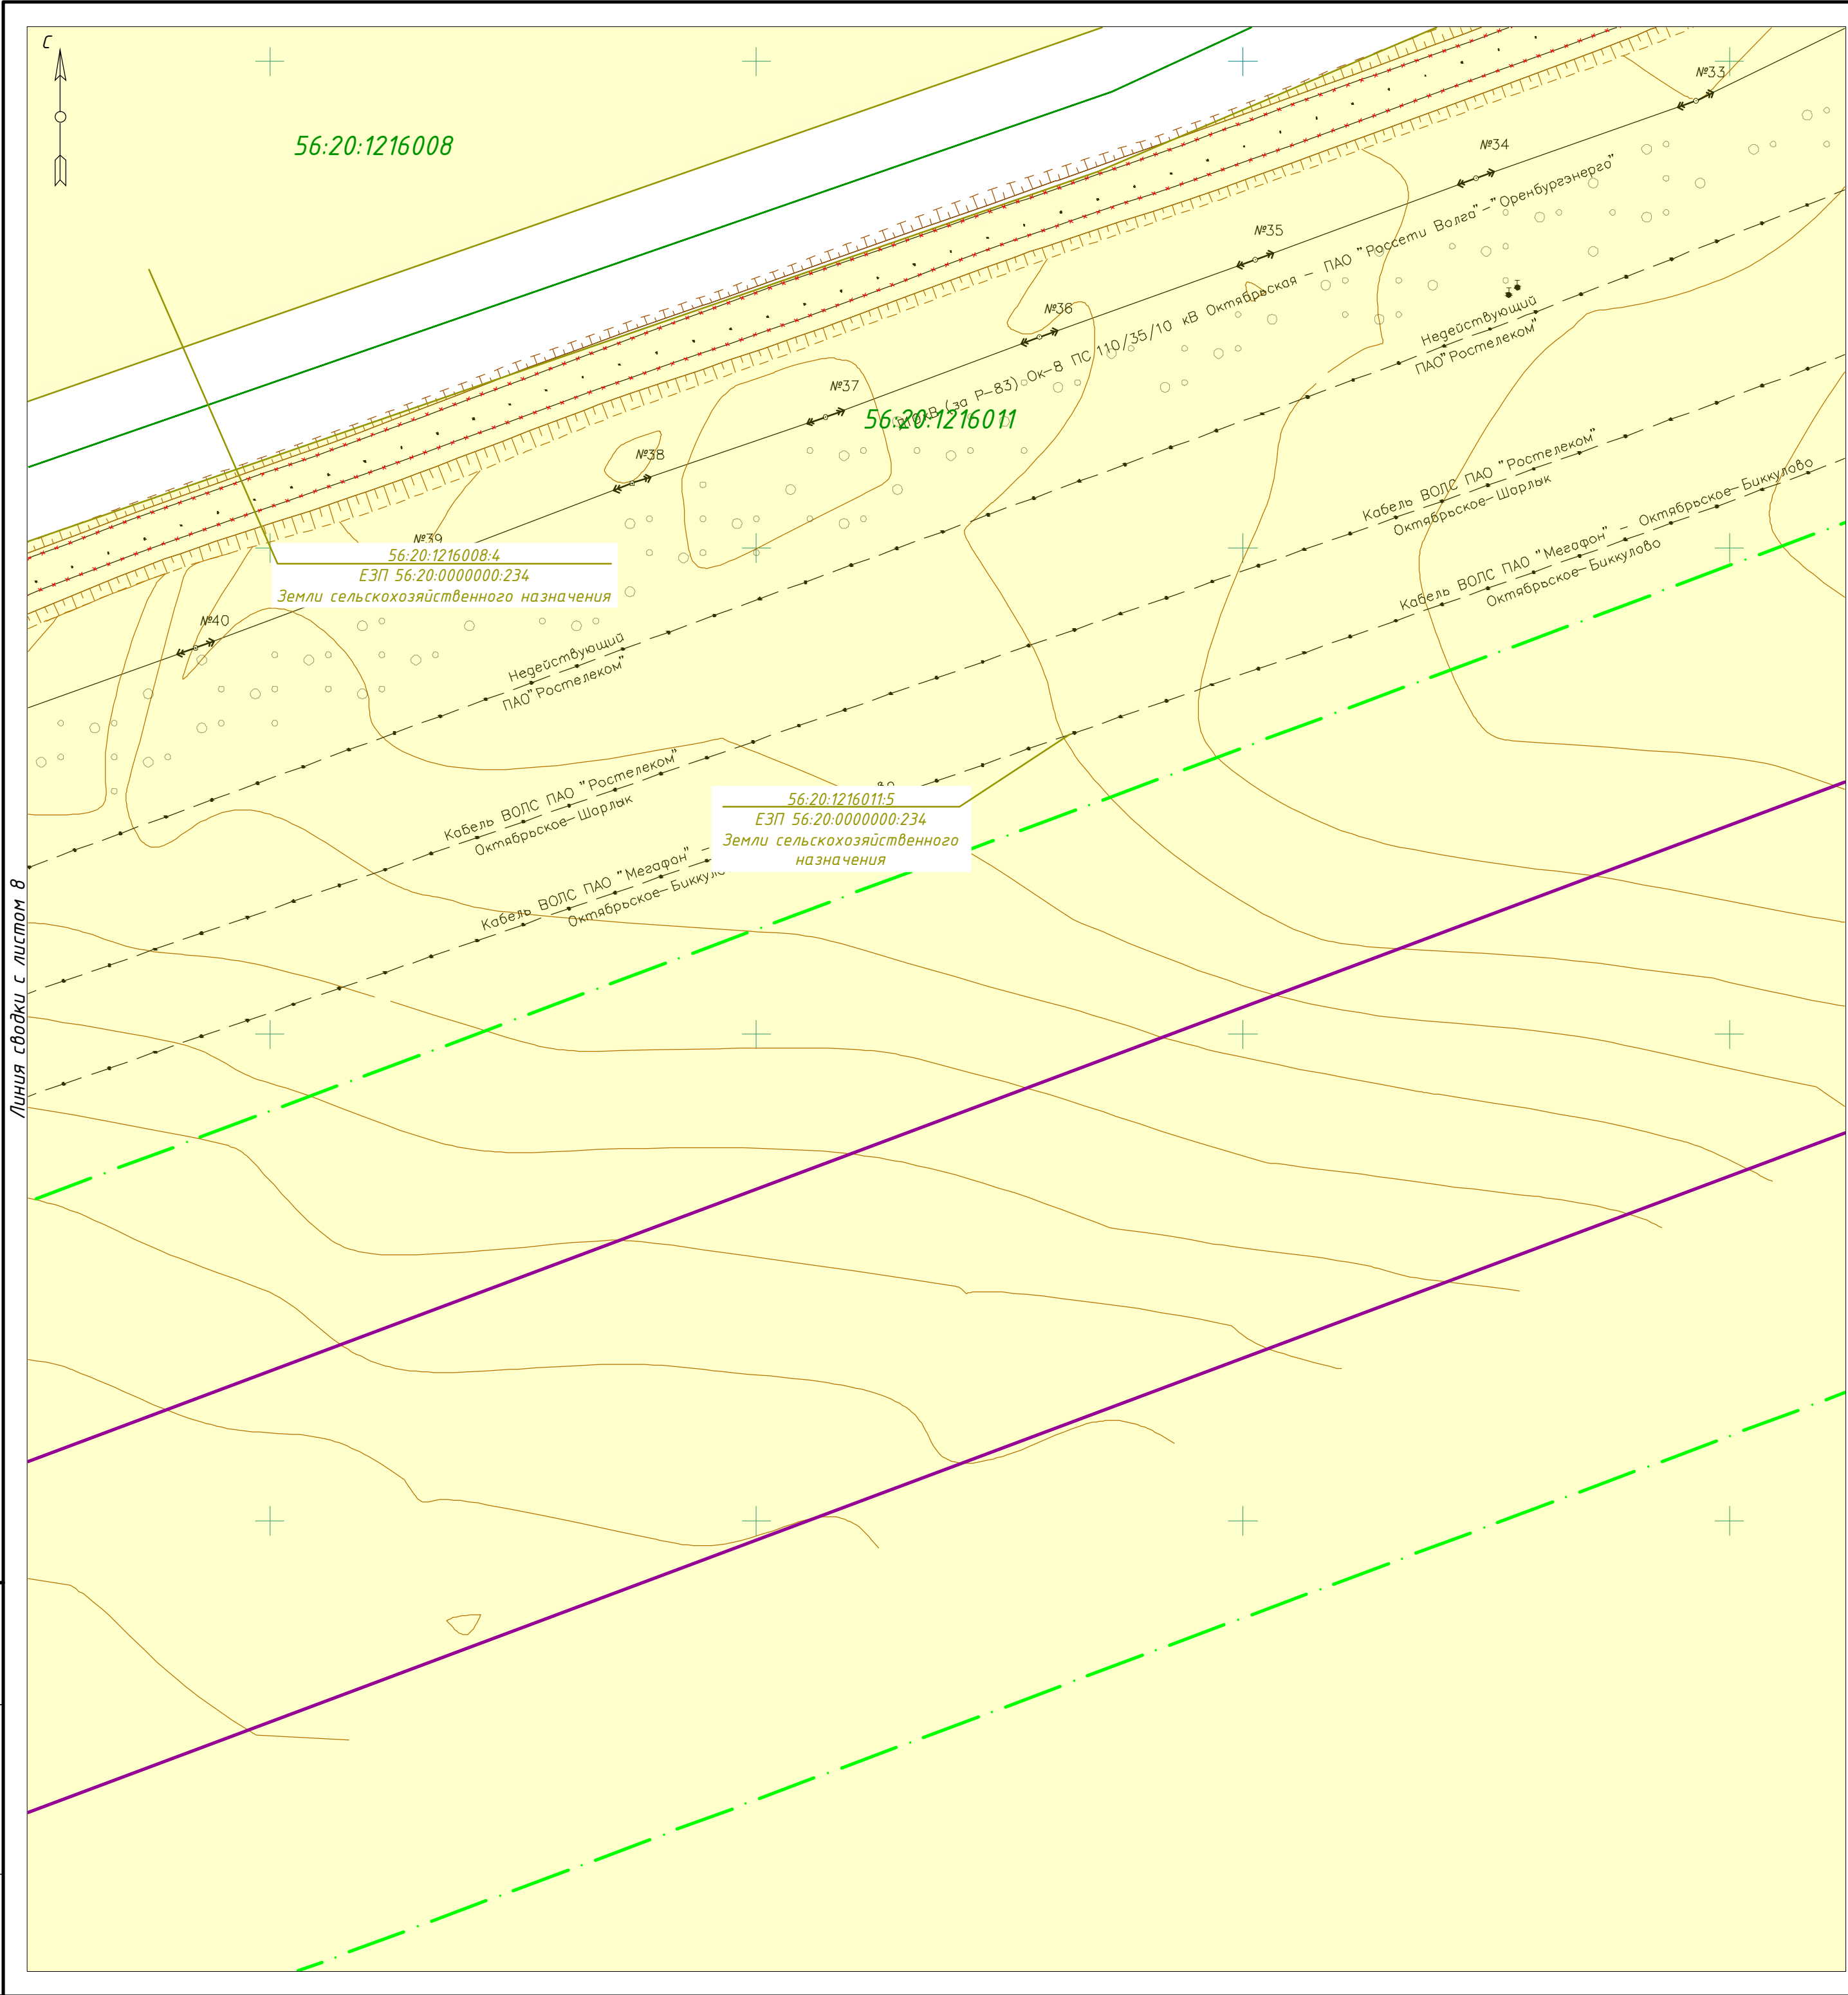 С
56:20:1216008
№33
№34
№35
№36
№37
№38
№39
№40
(за Р-83) Ок-8 ПС 110/35/10 кВ Октябрьская - ПАО "Россети Волга"-"Оренбургэнерго"
56:20:1216011
Недействующий
ПАО"Ростелеком"
Кабель ВОЛС ПАО "Ростелеком"
Октябрьское-Шарлык
Кабель ВОЛС ПАО "Мегафон" - Октябрьское-Биккулово
Октябрьское-Биккулово
56:20:1216008:4
ЕЗП 56:20:0000000:234
Земли сельскохозяйственного назначения
Недействующий
ПАО"Ростелеком"
Кабель ВОЛС ПАО "Ростелеком"
Октябрьское-Шарлык
56:20:1216011:5
ЕЗП 56:20:0000000:234
Земли сельскохозяйственного
назначения
Кабель ВОЛС ПАО "Мегафон" -
Октябрьское-Биккуло
Линия сводки с листом 8